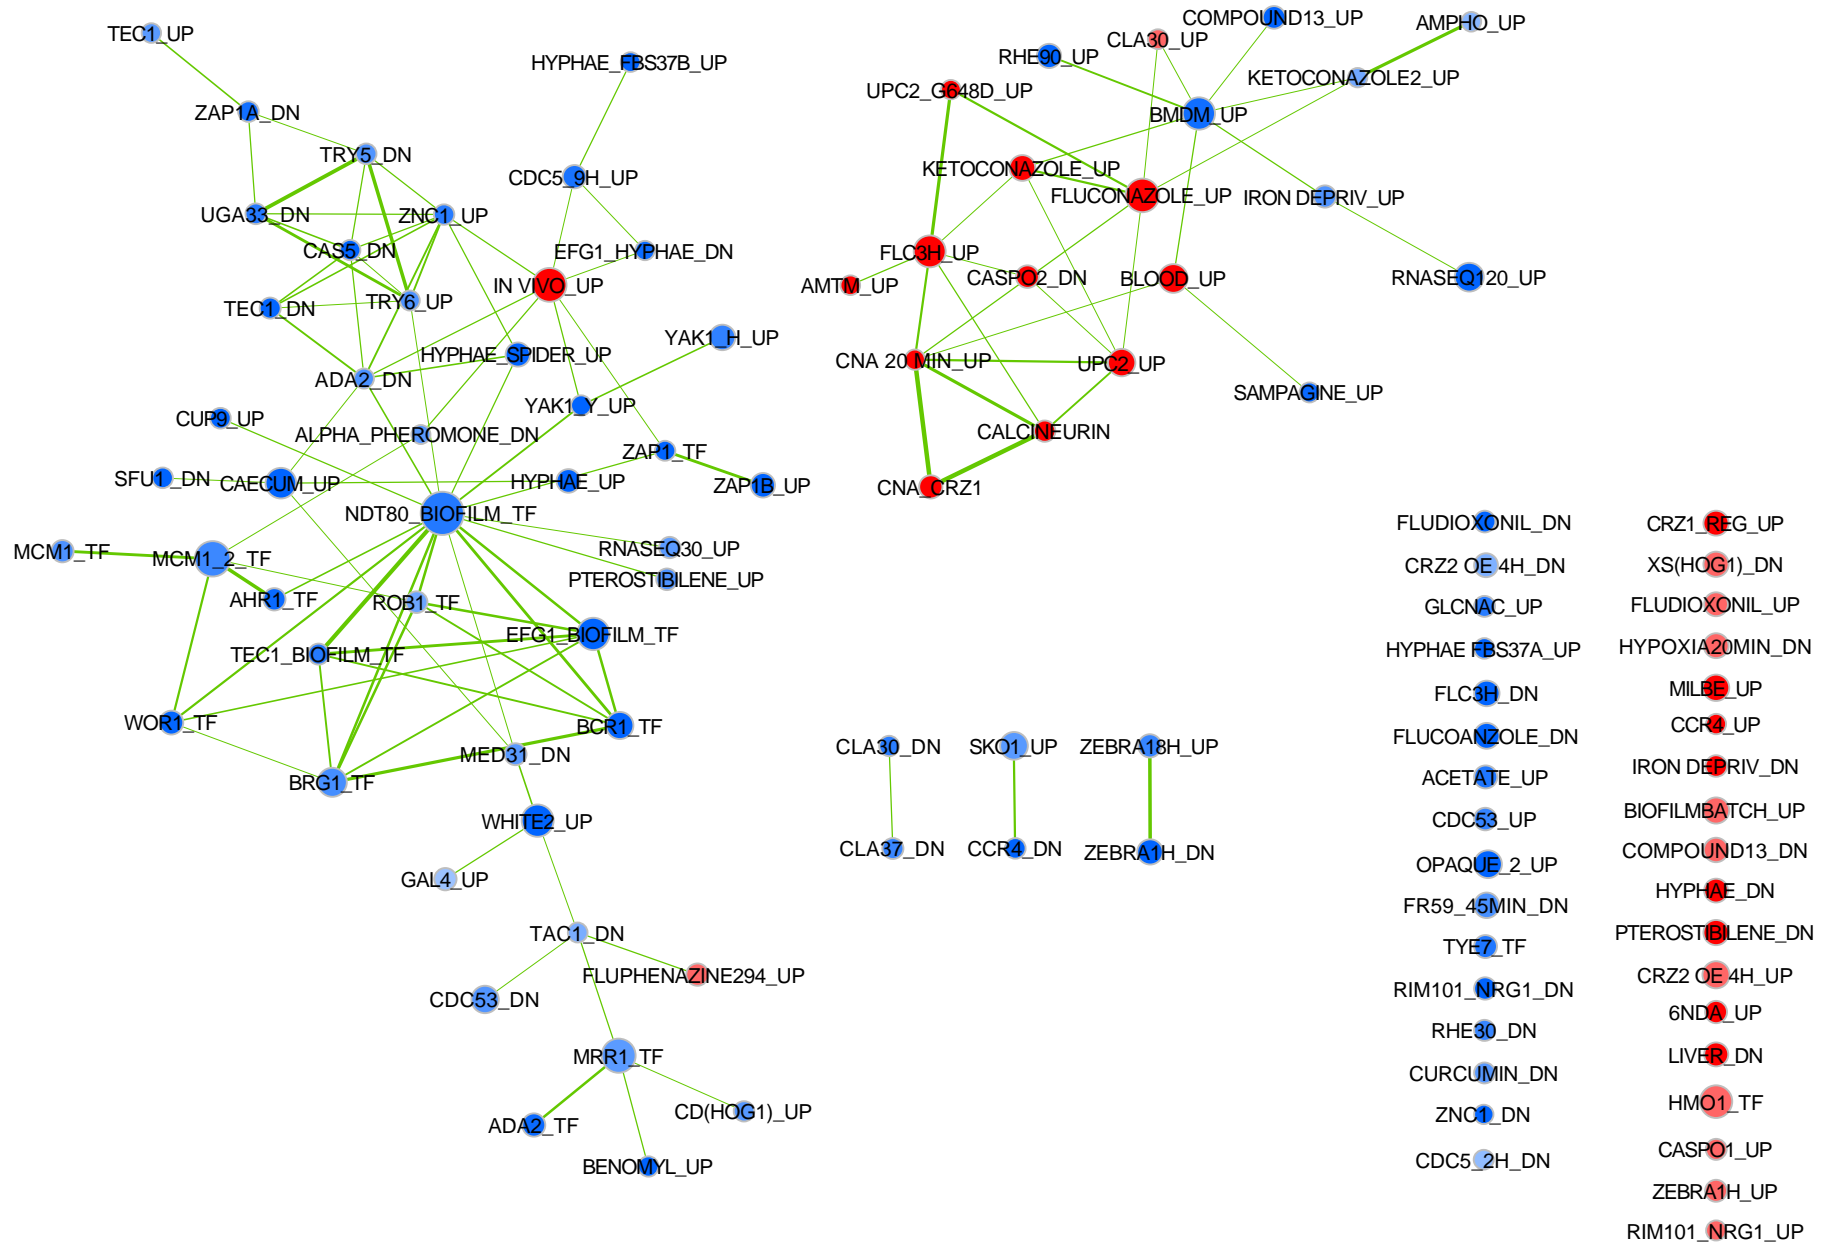 TEC1_UP
HYPHAE_FBS37B_UP
ZAP1A_DN
TRY5_DN
CDC5_9H_UP
UGA33_DN
ZNC1_UP
CAS5_DN
EFG1_HYPHAE_DN
IN VIVO_UP
TEC1_DN
TRY6_UP
YAK1_H_UP
HYPHAE_SPIDER_UP
ADA2_DN
YAK1_Y_UP
CUP9_UP
ALPHA_PHEROMONE_DN
ZAP1_TF
SFU1_DN
CAECUM_UP
HYPHAE_UP
ZAP1B_UP
NDT80_BIOFILM_TF
MCM1_TF
MCM1_2_TF
RNASEQ30_UP
PTEROSTIBILENE_UP
AHR1_TF
ROB1_TF
EFG1_BIOFILM_TF
TEC1_BIOFILM_TF
WOR1_TF
BCR1_TF
MED31_DN
BRG1_TF
WHITE2_UP
GAL4_UP
TAC1_DN
FLUPHENAZINE294_UP
CDC53_DN
MRR1_TF
CD(HOG1)_UP
ADA2_TF
BENOMYL_UP
COMPOUND13_UP
AMPHO_UP
CLA30_UP
RHE90_UP
KETOCONAZOLE2_UP
UPC2_G648D_UP
BMDM_UP
KETOCONAZOLE_UP
FLUCONAZOLE_UP
IRON DEPRIV_UP
FLC3H_UP
AMTM_UP
CASPO2_DN
BLOOD_UP
RNASEQ120_UP
CNA 20 MIN_UP
UPC2_UP
SAMPAGINE_UP
CALCINEURIN
CNA_CRZ1
CLA30_DN
SKO1_UP
ZEBRA18H_UP
CLA37_DN
CCR4_DN
ZEBRA1H_DN
FLUDIOXONIL_DN
CRZ2 OE 4H_DN
GLCNAC_UP
HYPHAE FBS37A_UP
FLC3H_DN
FLUCOANZOLE_DN
ACETATE_UP
CDC53_UP
OPAQUE_2_UP
FR59_45MIN_DN
TYE7_TF
RIM101_NRG1_DN
RHE30_DN
CURCUMIN_DN
ZNC1_DN
CDC5_2H_DN
CRZ1_REG_UP
XS(HOG1)_DN
FLUDIOXONIL_UP
HYPOXIA20MIN_DN
MILBE_UP
CCR4_UP
IRON DEPRIV_DN
BIOFILMBATCH_UP
COMPOUND13_DN
HYPHAE_DN
PTEROSTIBILENE_DN
CRZ2 OE 4H_UP
6NDA_UP
LIVER_DN
HMO1_TF
CASPO1_UP
ZEBRA1H_UP
RIM101_NRG1_UP